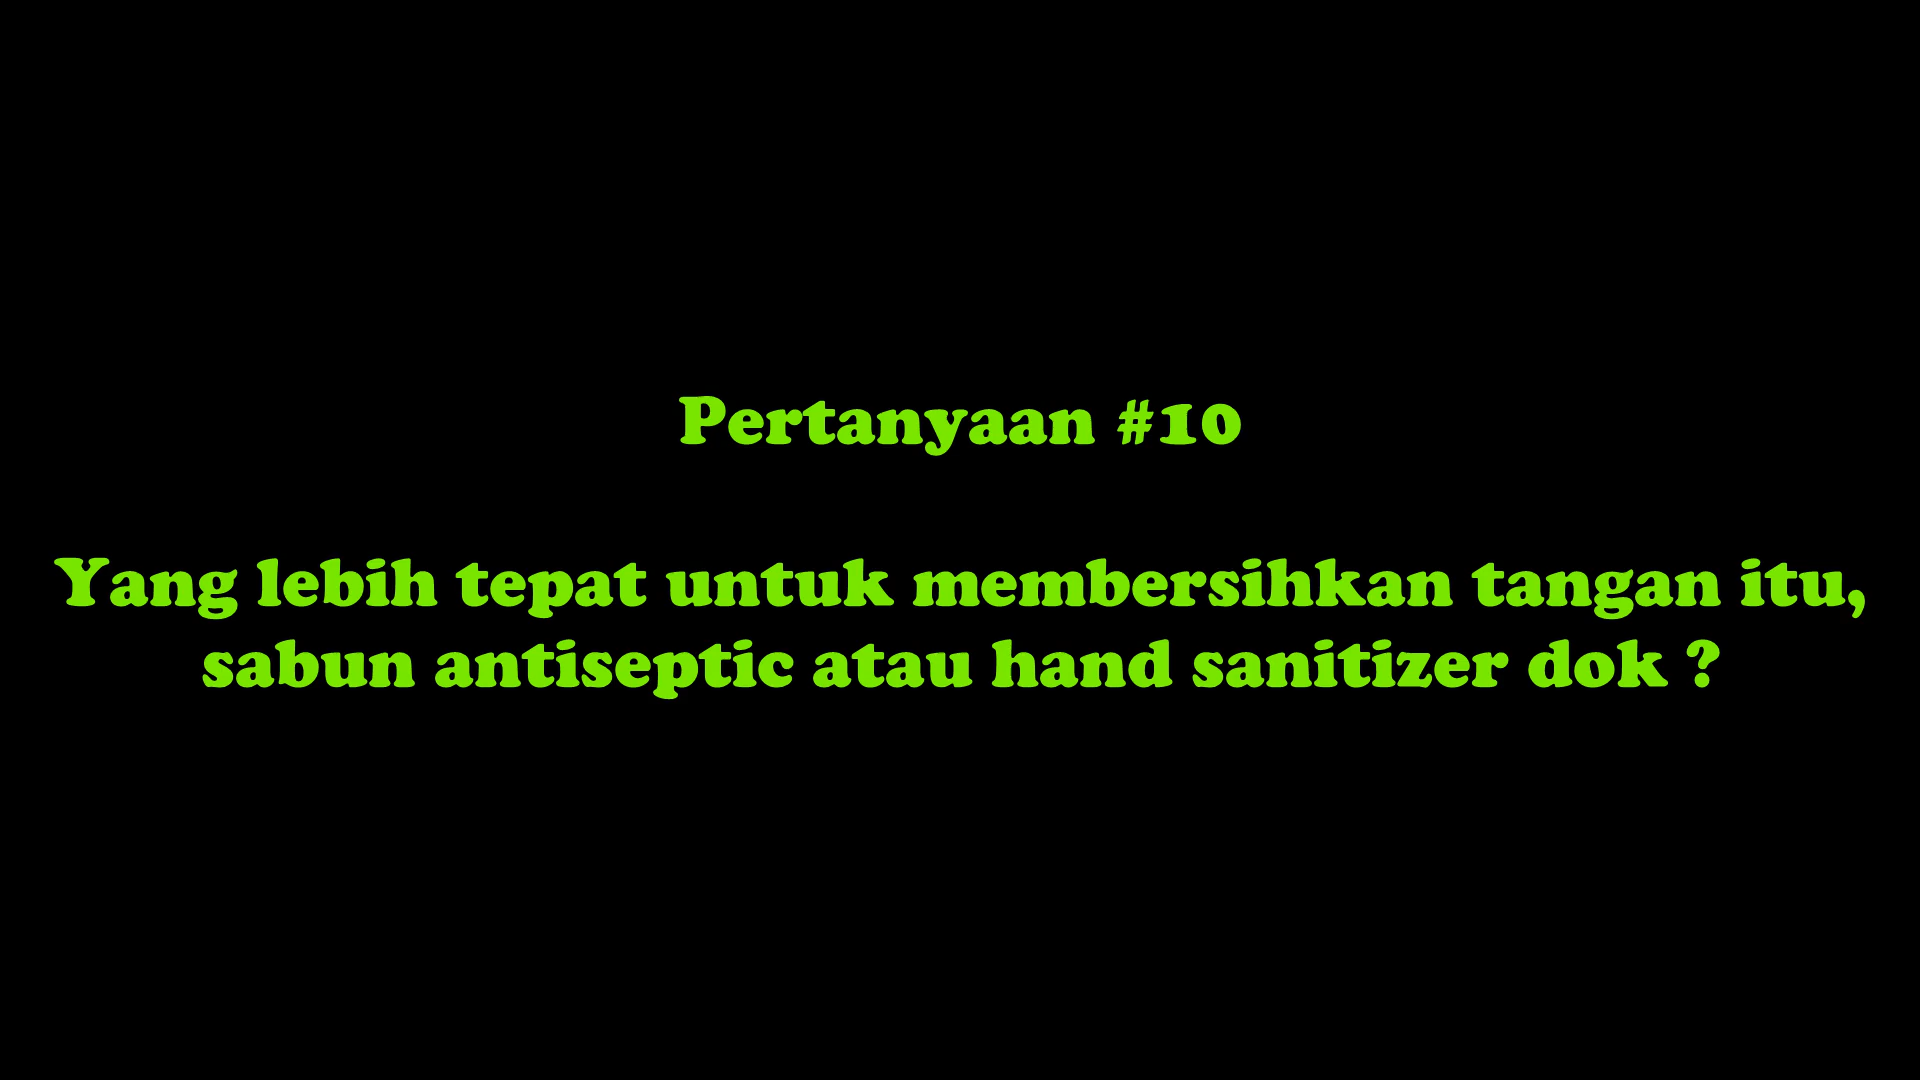 Pertanyaan #10
Yang lebih tepat untuk membersihkan tangan itu,
sabun antiseptic atau hand sanitizer dok ?